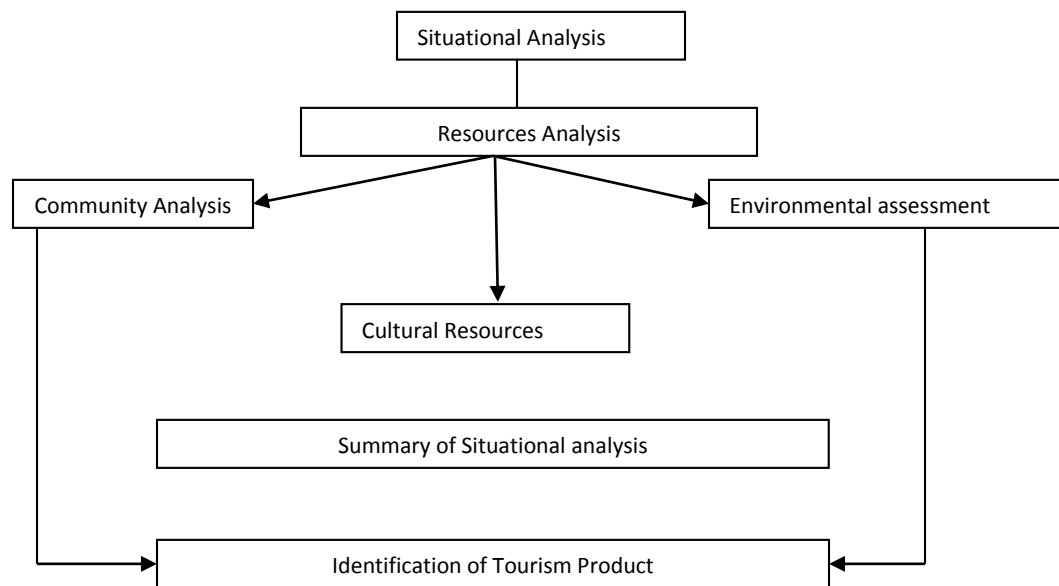 Situational Analysis
Resources Analysis
Community Analysis
Environmental assessment
Cultural Resources
Summary of Situational analysis
Identification of Tourism Product